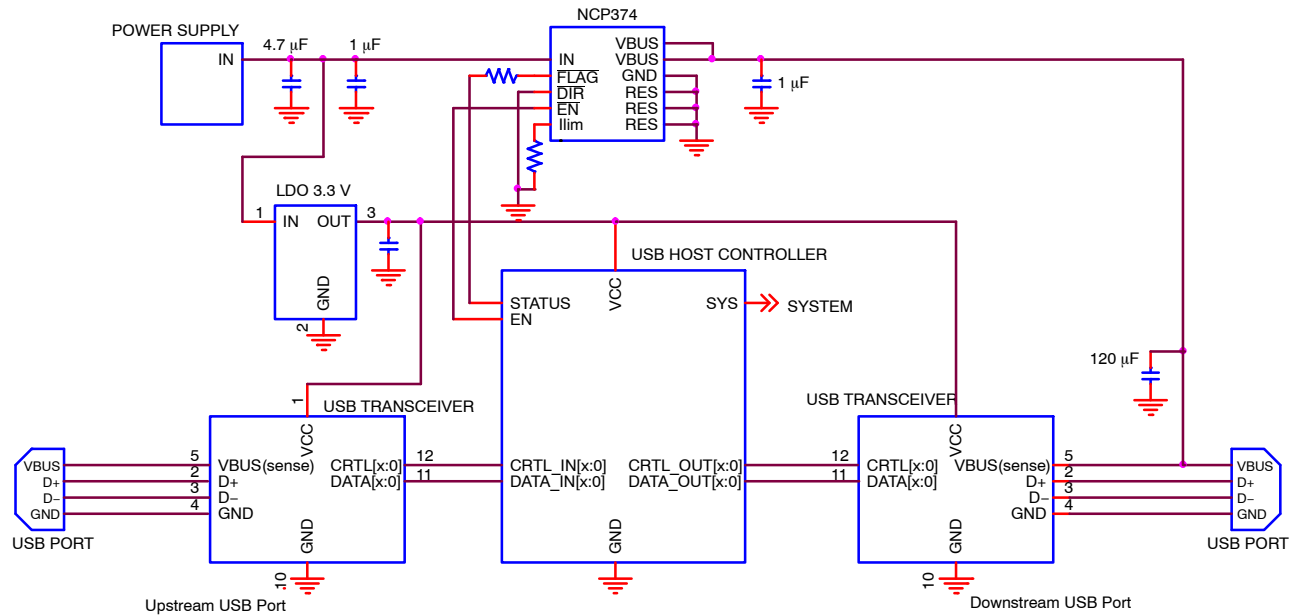 NCP374
POWER SUPPLY
IN
4.7 μF
1 μF
IN
FLAG
DIR
EN
Ilim
VBUS
VBUS
GND
RES
RES
RES
1 μF
LDO 3.3 V
1
IN
OUT
3
GND
2
USB HOST CONTROLLER
VCC
STATUS
EN
SYS
SYSTEM
120 μF
1
USB TRANSCEIVER
VCC
USB PORT
VBUS
D+
D−
GND
5
2
3
4
VBUS(sense)
D+
D−
GND
CRTL[x:0]
DATA[x:0]
12
11
GND
10
Upstream USB Port
CRTL_IN[x:0]
DATA_IN[x:0]
CRTL_OUT[x:0]
DATA_OUT[x:0]
GND
12
11
USB TRANSCEIVER
VCC
CRTL[x:0]
DATA[x:0]
VBUS(sense)
D+
D−
GND
5
2
3
4
GND
10
VBUS
D+
D−
GND
USB PORT
Downstream USB Port